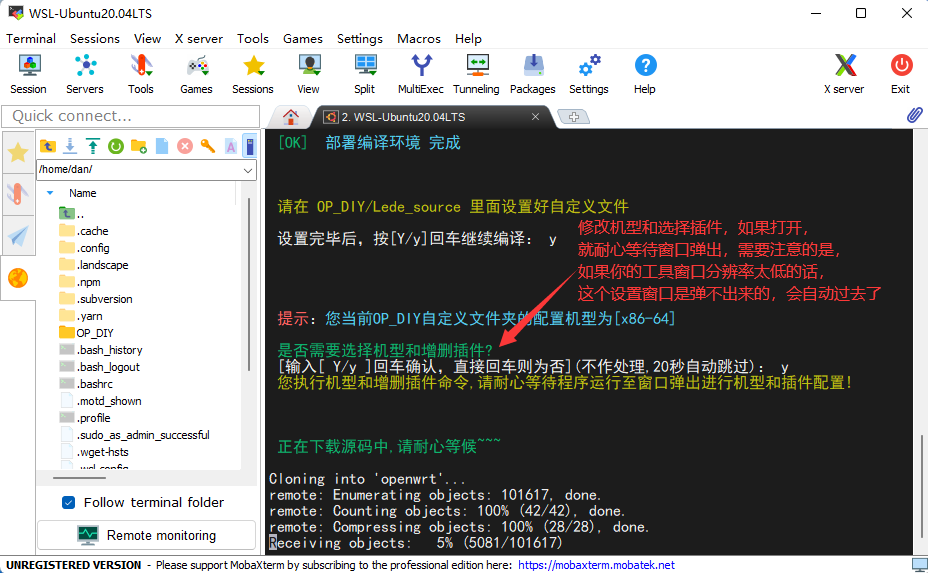 WSL-Ubuntu20.04LTS
Terminal Sessions View X server Tools Games Settings Macros Help
Session Servers Tools Games Sessions View Split MultiExec Tunneling Packages Settings Help X server Exit
Quick connect...
2. WSL-Ubuntu20.04LTS
/home/dan/
Name
..
.cache
.config
.landscape
.npm
.subversion
.yarn
OP_DIY
.bash_history
.bash_logout
.bashrc
.motd_shown
.profile
.sudo_as_admin_successful
.wget-hsts
.wsl-config
Follow terminal folder
Remote monitoring
[OK] 部署编译环境 完成
请在 OP_DIY/Lede_source 里面设置好自定义文件
设置完毕后，按[Y/y]回车继续编译： y
修改机型和选择插件，如果打开，
就耐心等待窗口弹出，需要注意的是，
如果你的工具窗口分辨率太低的话，
这个设置窗口是弹不出来的，会自动过去了
提示：您当前OP_DIY自定义文件夹的配置机型为[x86-64]
是否需要选择机型和增删插件?
[输入[ Y/y ]回车确认，直接回车则为否](不作处理,20秒自动跳过)： y
您执行机型和增删插件命令,请耐心等待程序运行至窗口弹出进行机型和插件配置!
正在下载源码中,请耐心等候~~~
Cloning into 'openwrt'...
remote: Enumerating objects: 101617, done.
remote: Counting objects: 100% (42/42), done.
remote: Compressing objects: 100% (28/28), done.
Receiving objects:   5% (5081/101617)
UNREGISTERED VERSION - Please support MobaXterm by subscribing to the professional edition here: https://mobaxterm.mobatek.net